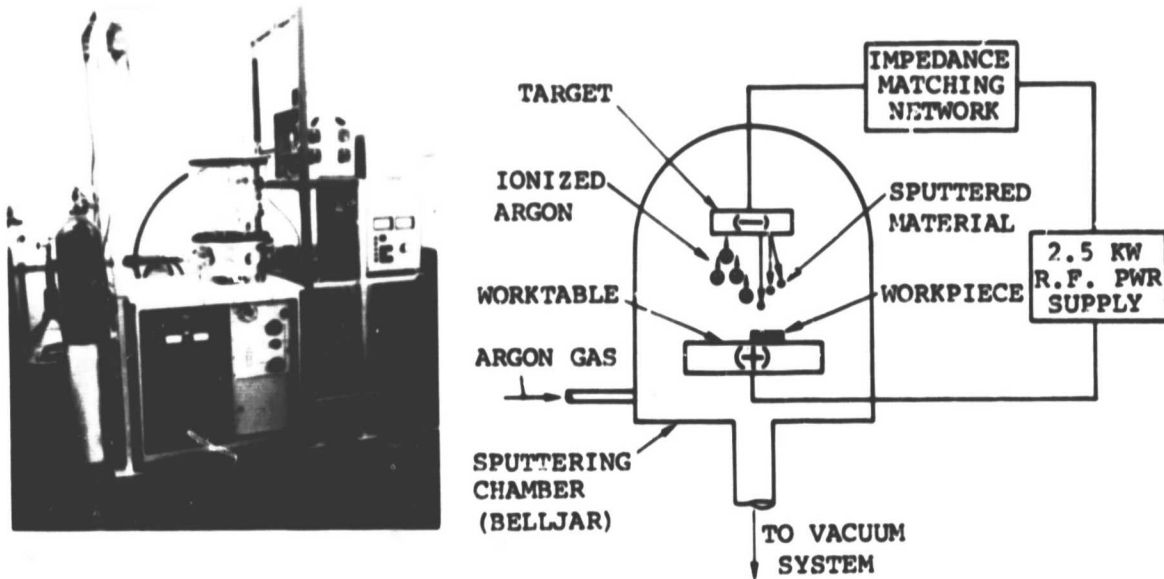 IMPEDANCE
MATCHING
NETWORK
TARGET
IONIZED
ARGON
SPUTTERED
MATERIAL
(−)
2.5 KW
R.F. PWR
SUPPLY
WORKTABLE
WORKPIECE
(+)
ARGON GAS
SPUTTERING
CHAMBER
(BELLJAR)
TO VACUUM
SYSTEM